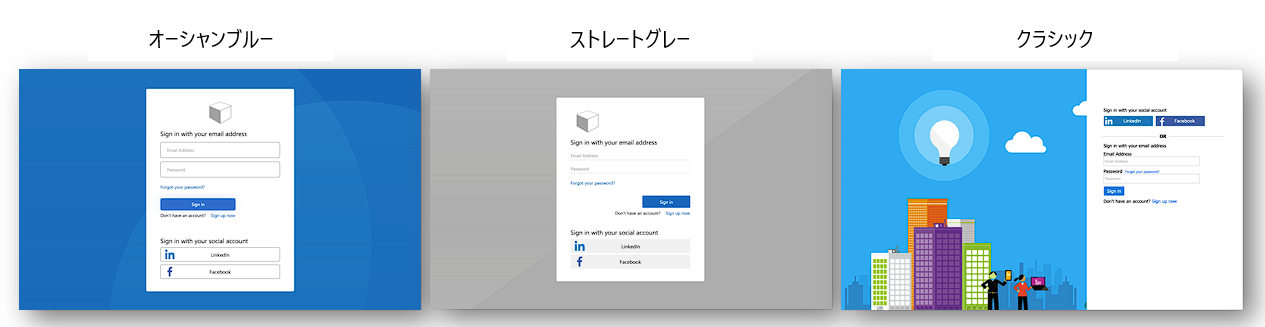 オーシャンブルー
Sign in with your email address
Email Address
Password
Forgot your password?
Sign in
Don't have an account? Sign up now
Sign in with your social account
LinkedIn
Facebook
ストレートグレー
Sign in with your email address
Email Address
Password
Forgot your password?
Sign in
Don't have an account? Sign up now
Sign in with your social account
LinkedIn
Facebook
クラシック
Sign in with your social account
LinkedIn Facebook
OR
Sign in with your email address
Email Address
Email Address
Password Forgot your password?
Password
Sign in
Don't have an account? Sign up now